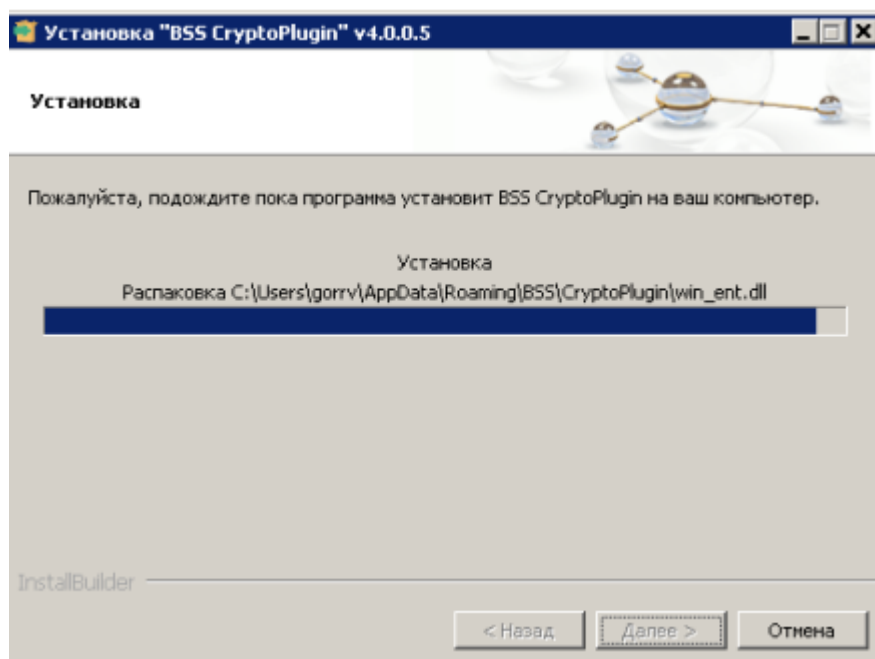 Установка "BSS CryptoPlugin" v4.0.0.5
Установка
Пожалуйста, подождите пока программа установит BSS CryptoPlugin на ваш компьютер.
Установка
Распаковка C:\Users\gorrv\AppData\Roaming\BSS\CryptoPlugin\win_ent.dll
InstallBuilder
< Назад Далее > Отмена